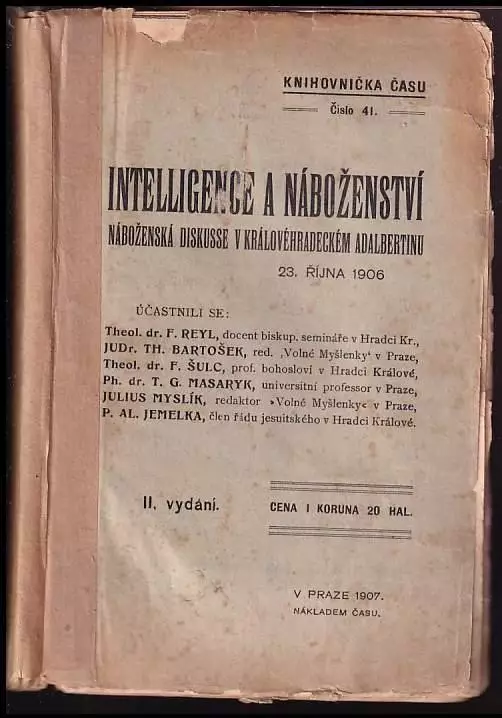 KNIHOVNIČKA ČASU
Číslo 41.
INTELLIGENCE A NÁBOŽENSTVÍ
NÁBOŽENSKÁ DISKUSSE V KRÁLOVÉHRADECKÉM ADALBERTINU
23. ŘÍJNA 1906
ÚČASTNILI SE:
Theol. dr. F. REYL, docent biskup. semináře v Hradci Kr.,
JUDr. TH. BARTOŠEK, red. ‚Volné Myšlenky‘ v Praze,
Theol. dr. F. ŠULC, prof. bohosloví v Hradci Králové,
Ph. dr. T. G. MASARYK, universitní professor v Praze,
JULIUS MYSLÍK, redaktor »Volné Myšlenky« v Praze,
P. AL. JEMELKA, člen řádu jesuitského v Hradci Králové.
II. vydání.
CENA 1 KORUNA 20 HAL.
V PRAZE 1907.
NÁKLADEM ČASU.